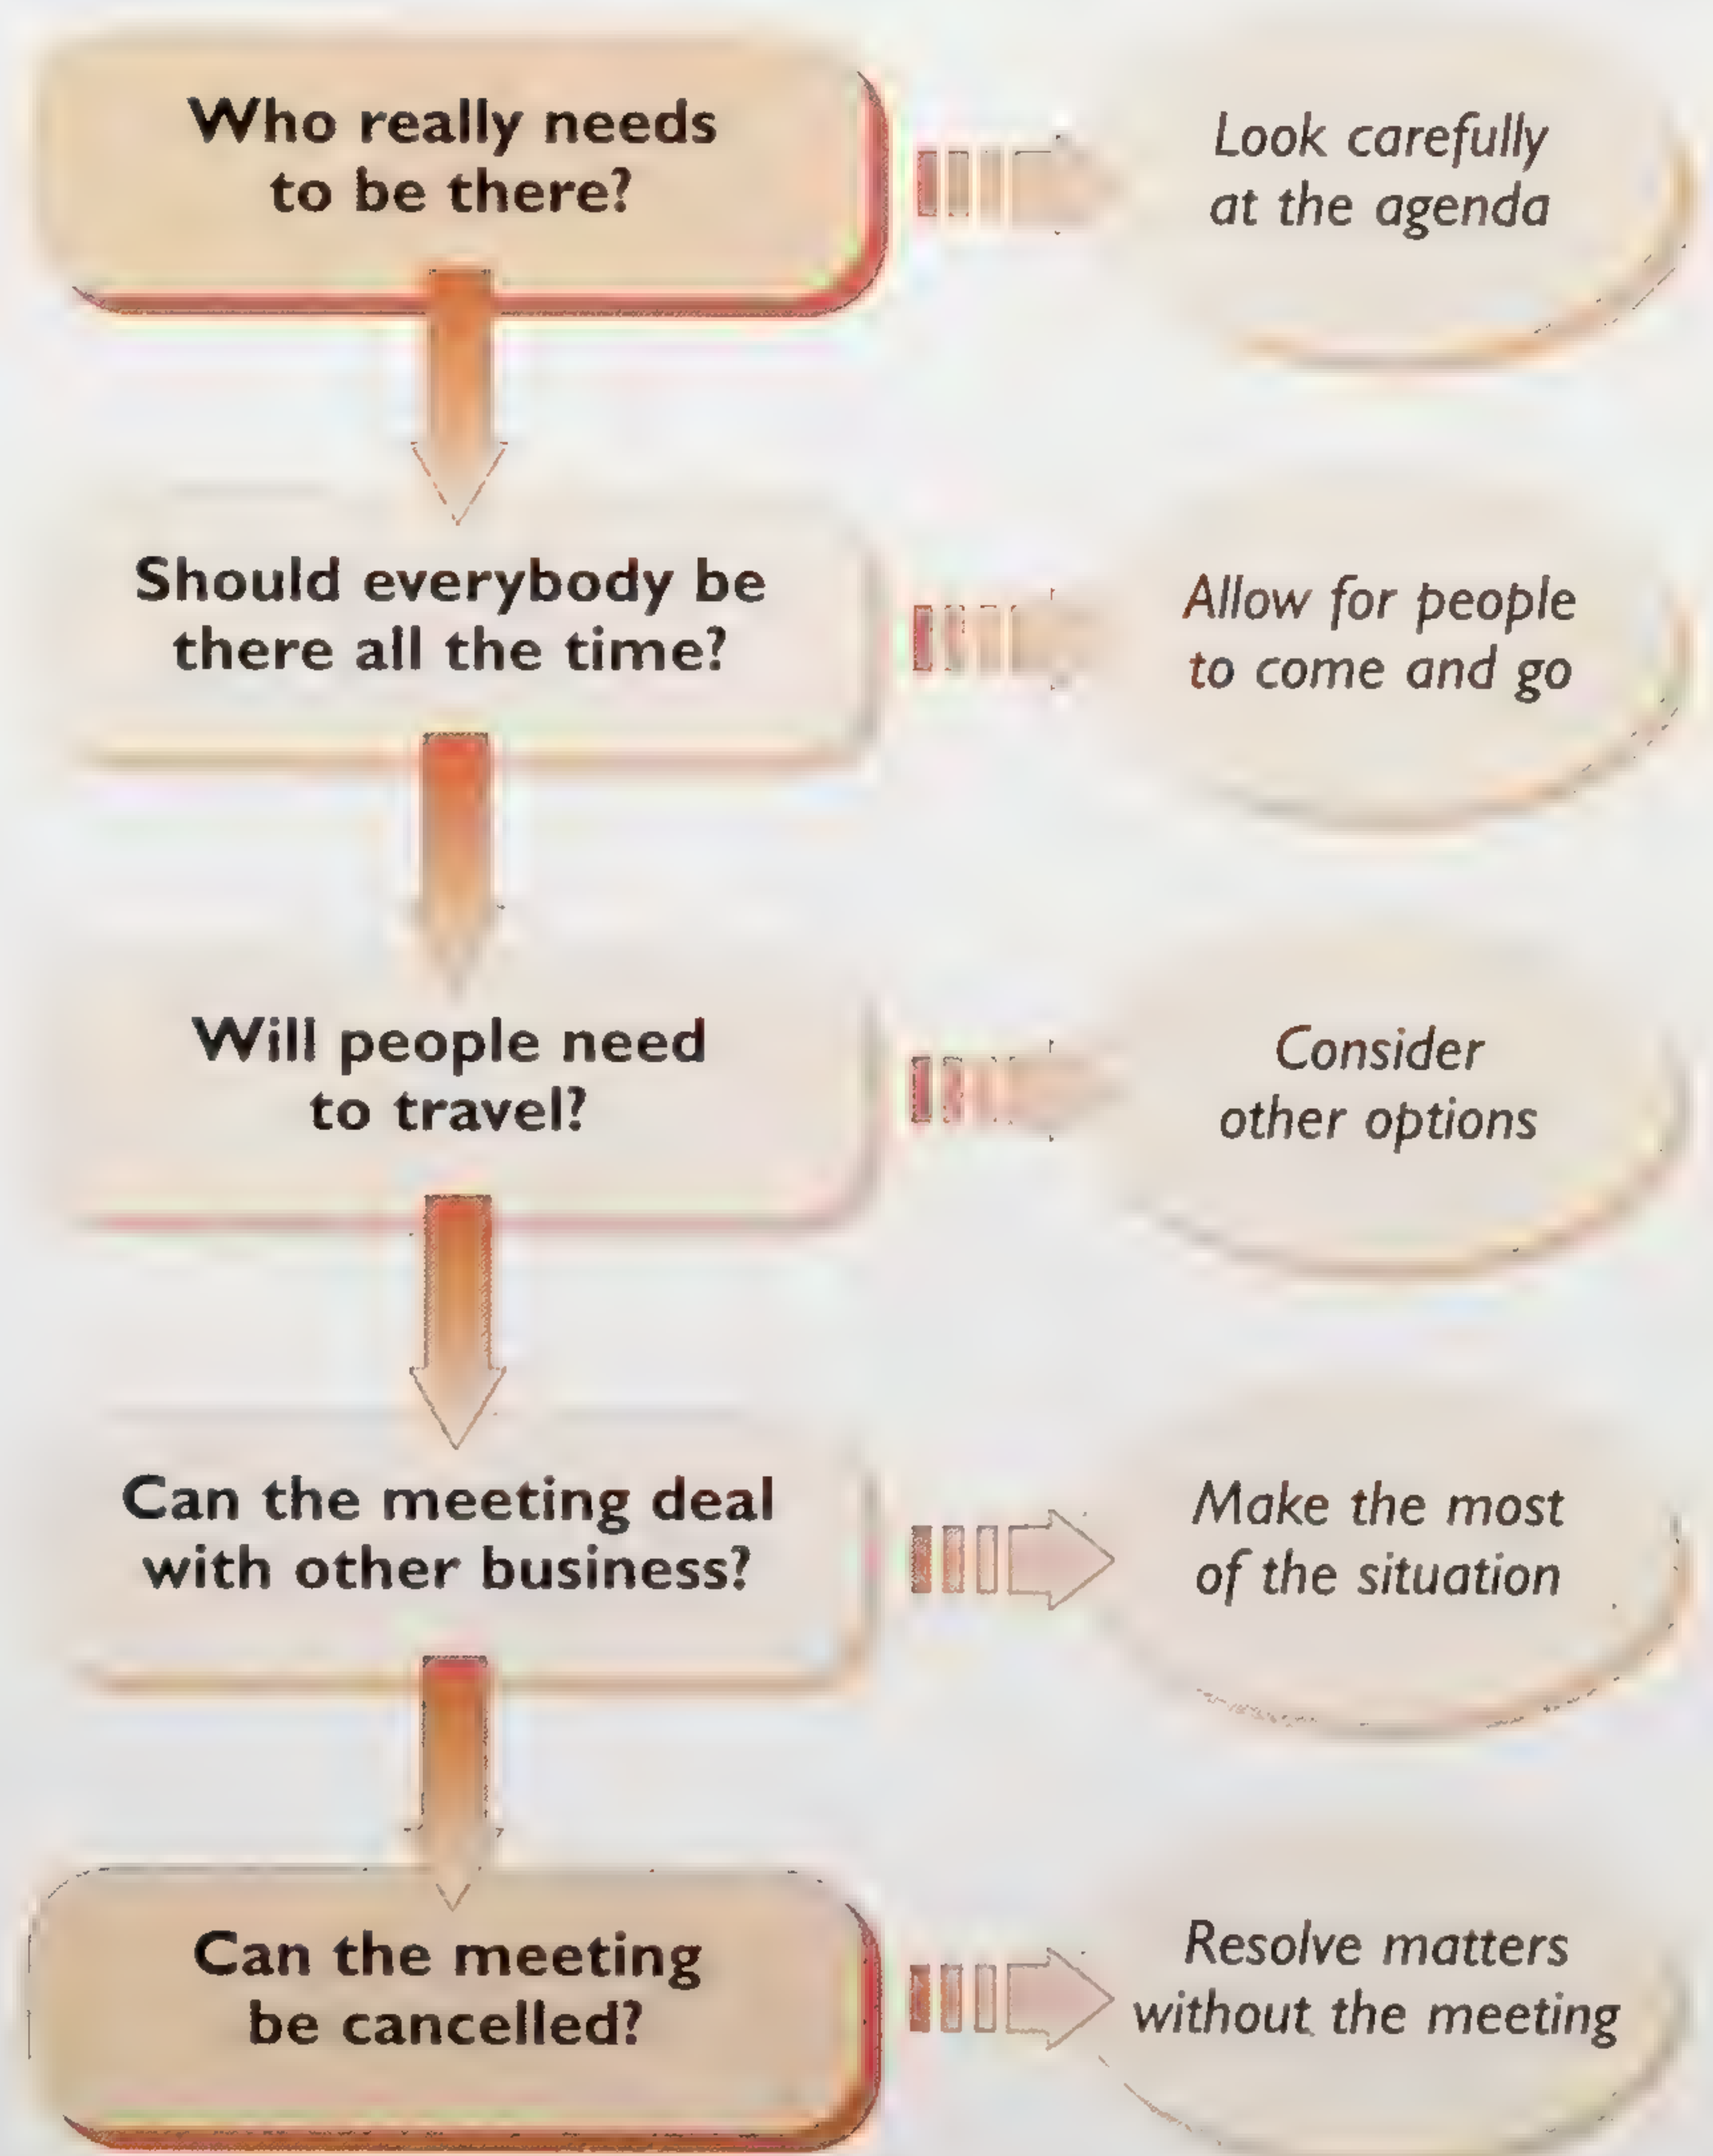 Who really needs
to be there?
Look carefully
at the agenda
Should everybody be
there all the time?
Allow for people
to come and go
Will people need
to travel?
Consider
other options
Can the meeting deal
with other business?
Make the most
of the situation
Can the meeting
be cancelled?
Resolve matters
without the meeting